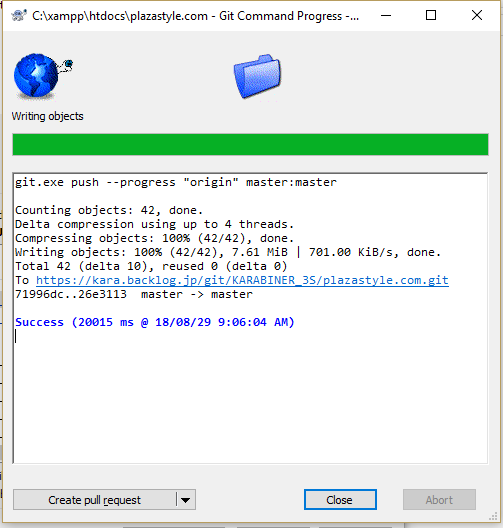 C:\xampp\htdocs\plazastyle.com - Git Command Progress -...
Writing objects
git.exe push --progress "origin" master:master
Counting objects: 42, done.
Delta compression using up to 4 threads.
Compressing objects: 100% (42/42), done.
Writing objects: 100% (42/42), 7.61 MiB | 701.00 KiB/s, done.
Total 42 (delta 10), reused 0 (delta 0)
To https://kara.backlog.jp/git/KARABINER_3S/plazastyle.com.git
71996dc..26e3113  master -> master
Success (20015 ms @ 18/08/29 9:06:04 AM)
Create pull request
Close
Abort